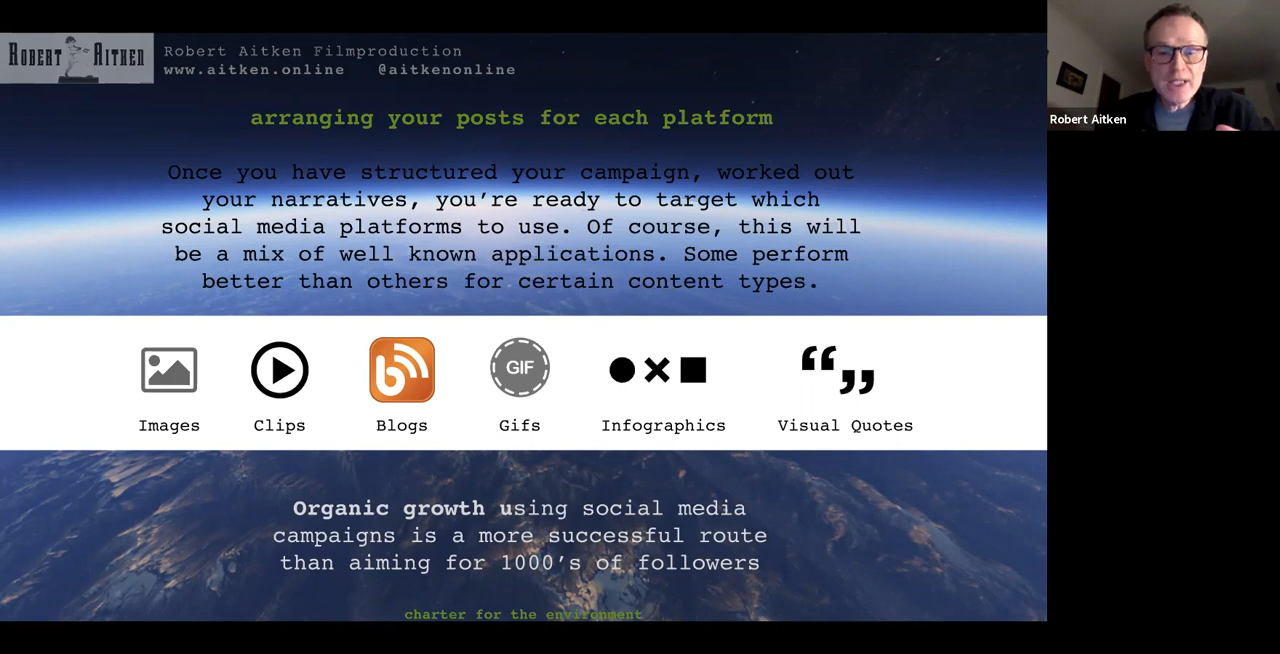 ROBERT AITKEN
Robert Aitken Filmproduction
www.aitken.online @aitkenonline
arranging your posts for each platform
Once you have structured your campaign, worked out
your narratives, you’re ready to target which
social media platforms to use. Of course, this will
be a mix of well known applications. Some perform
better than others for certain content types.
GIF
Images Clips Blogs Gifs Infographics Visual Quotes
Organic growth using social media
campaigns is a more successful route
than aiming for 1000’s of followers
charter for the environment
Robert Aitken